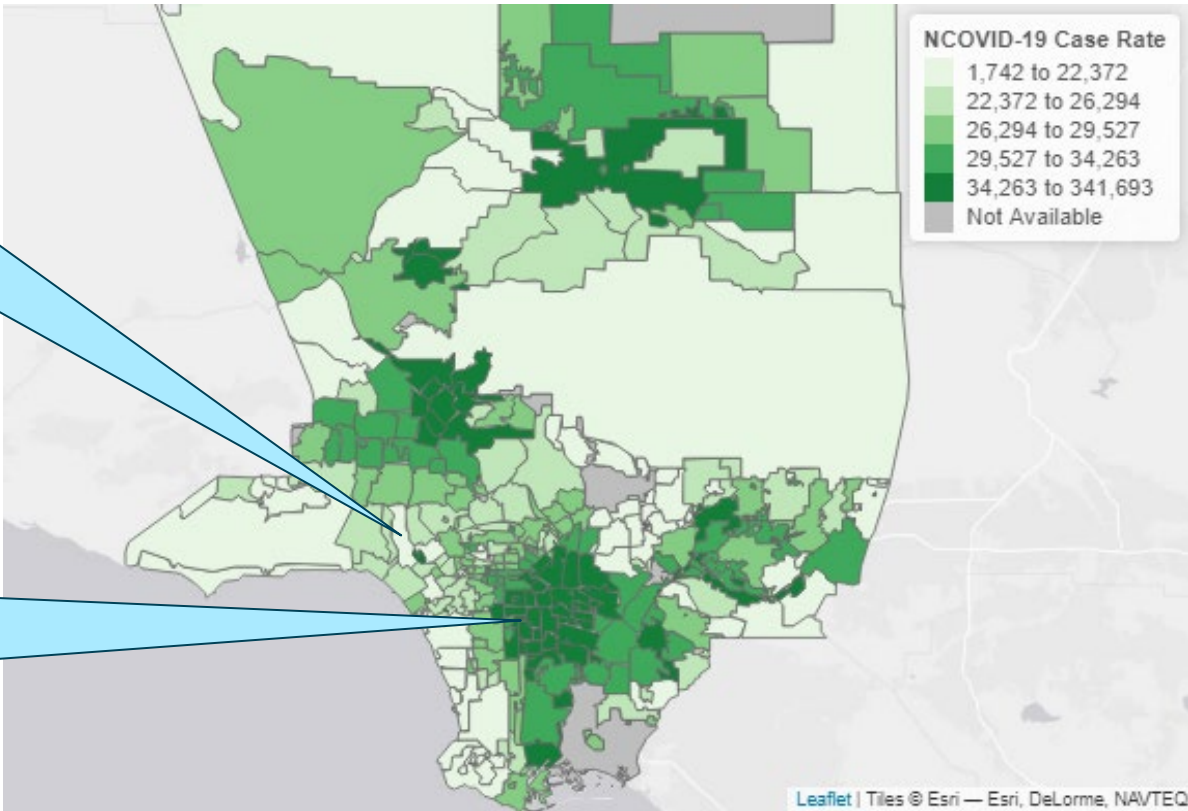 NCOVID-19 Case Rate
1,742 to 22,372
22,372 to 26,294
26,294 to 29,527
29,527 to 34,263
34,263 to 341,693
Not Available
Leaflet | Tiles © Esri — Esri, DeLorme, NAVTEQ